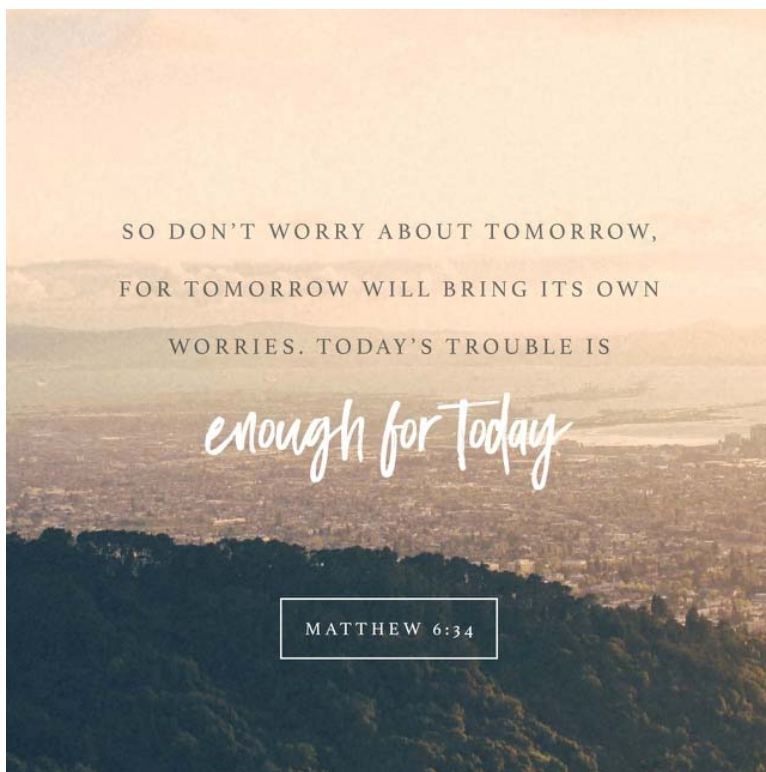 SO DON'T WORRY ABOUT TOMORROW,
FOR TOMORROW WILL BRING ITS OWN
WORRIES. TODAY'S TROUBLE IS
enough for Today
MATTHEW 6:34